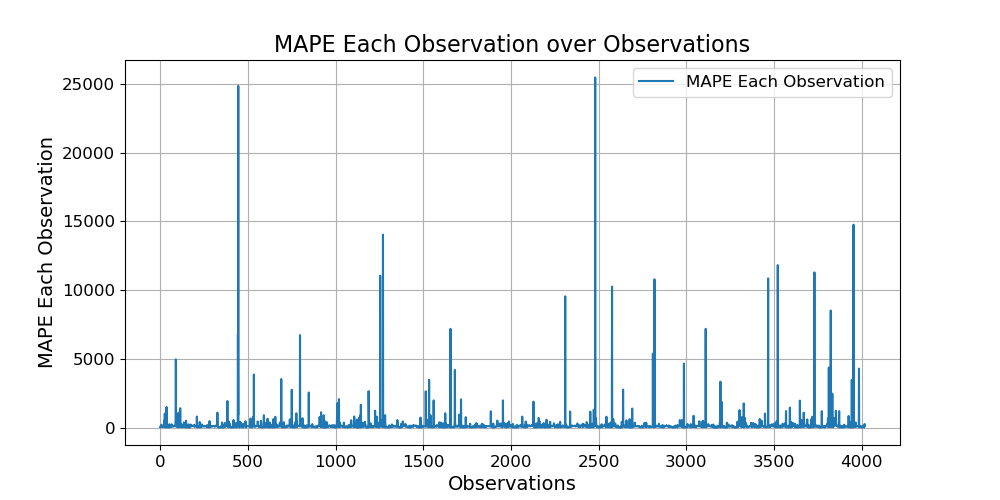 MAPE Each Observation over Observations
MAPE Each Observation
25000
20000
15000
10000
5000
0
MAPE Each Observation
0 500 1000 1500 2000 2500 3000 3500 4000
Observations